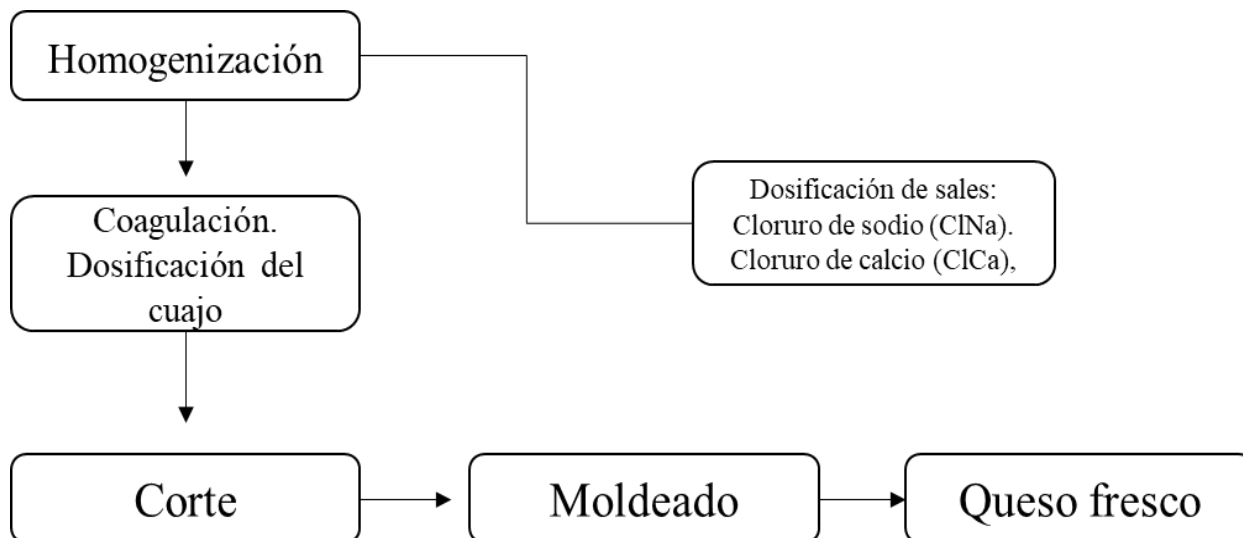 Homogenización
Dosificación de sales:
Cloruro de sodio (ClNa).
Cloruro de calcio (ClCa),
Coagulación.
Dosificación del
cuajo
Corte
Moldeado
Queso fresco